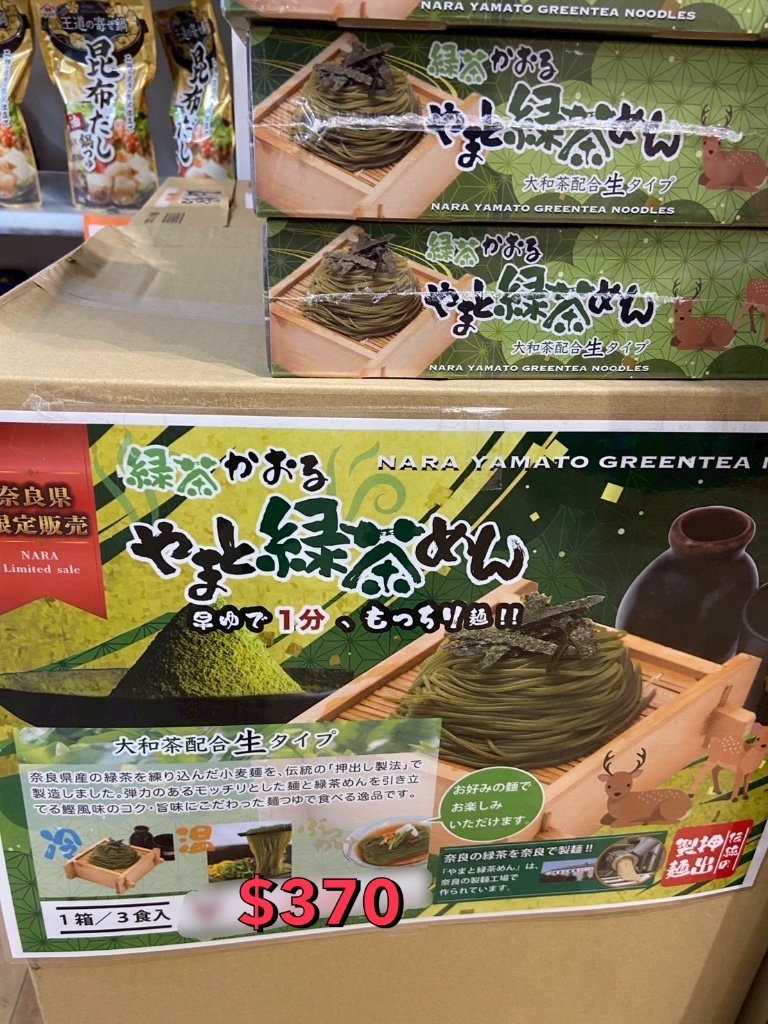 NARA YAMATO GREENTEA NOODLES
王道の寄せ鍋
昆布だし
鍋つゆ
昆布だし
緑茶かおる
やまと緑茶めん
大和茶配合生タイプ
NARA YAMATO GREENTEA NOODLES
緑茶かおる
やまと緑茶めん
大和茶配合生タイプ
NARA YAMATO GREENTEA NOODLES
奈良県
限定販売
NARA
Limited sale
緑茶かおる
NARA YAMATO GREENTEA
やまと緑茶めん
早ゆで1分、もっちり麺!!
大和茶配合生タイプ
奈良県産の緑茶を練り込んだ小麦麺を、伝統の「押出し製法」で
製造しました。弾力のあるモッチリとした麺と緑茶めんを引き立
てる鰹風味のコク・旨味にこだわった麺つゆで食べる逸品です。
冷
温
お好みの麺で
お楽しみ
いただけます。
奈良の緑茶を奈良で製麺!!
「やまと緑茶めん」は、
奈良の製麺工場で
作られています。
伝統の
押出
製麺
1箱/3食入
$370